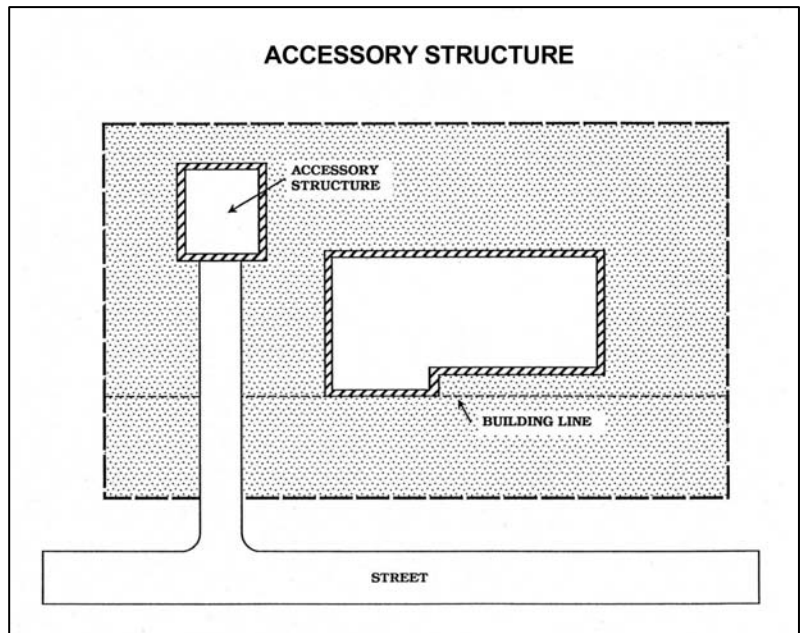 ACCESSORY STRUCTURE
ACCESSORY
STRUCTURE
BUILDING LINE
STREET